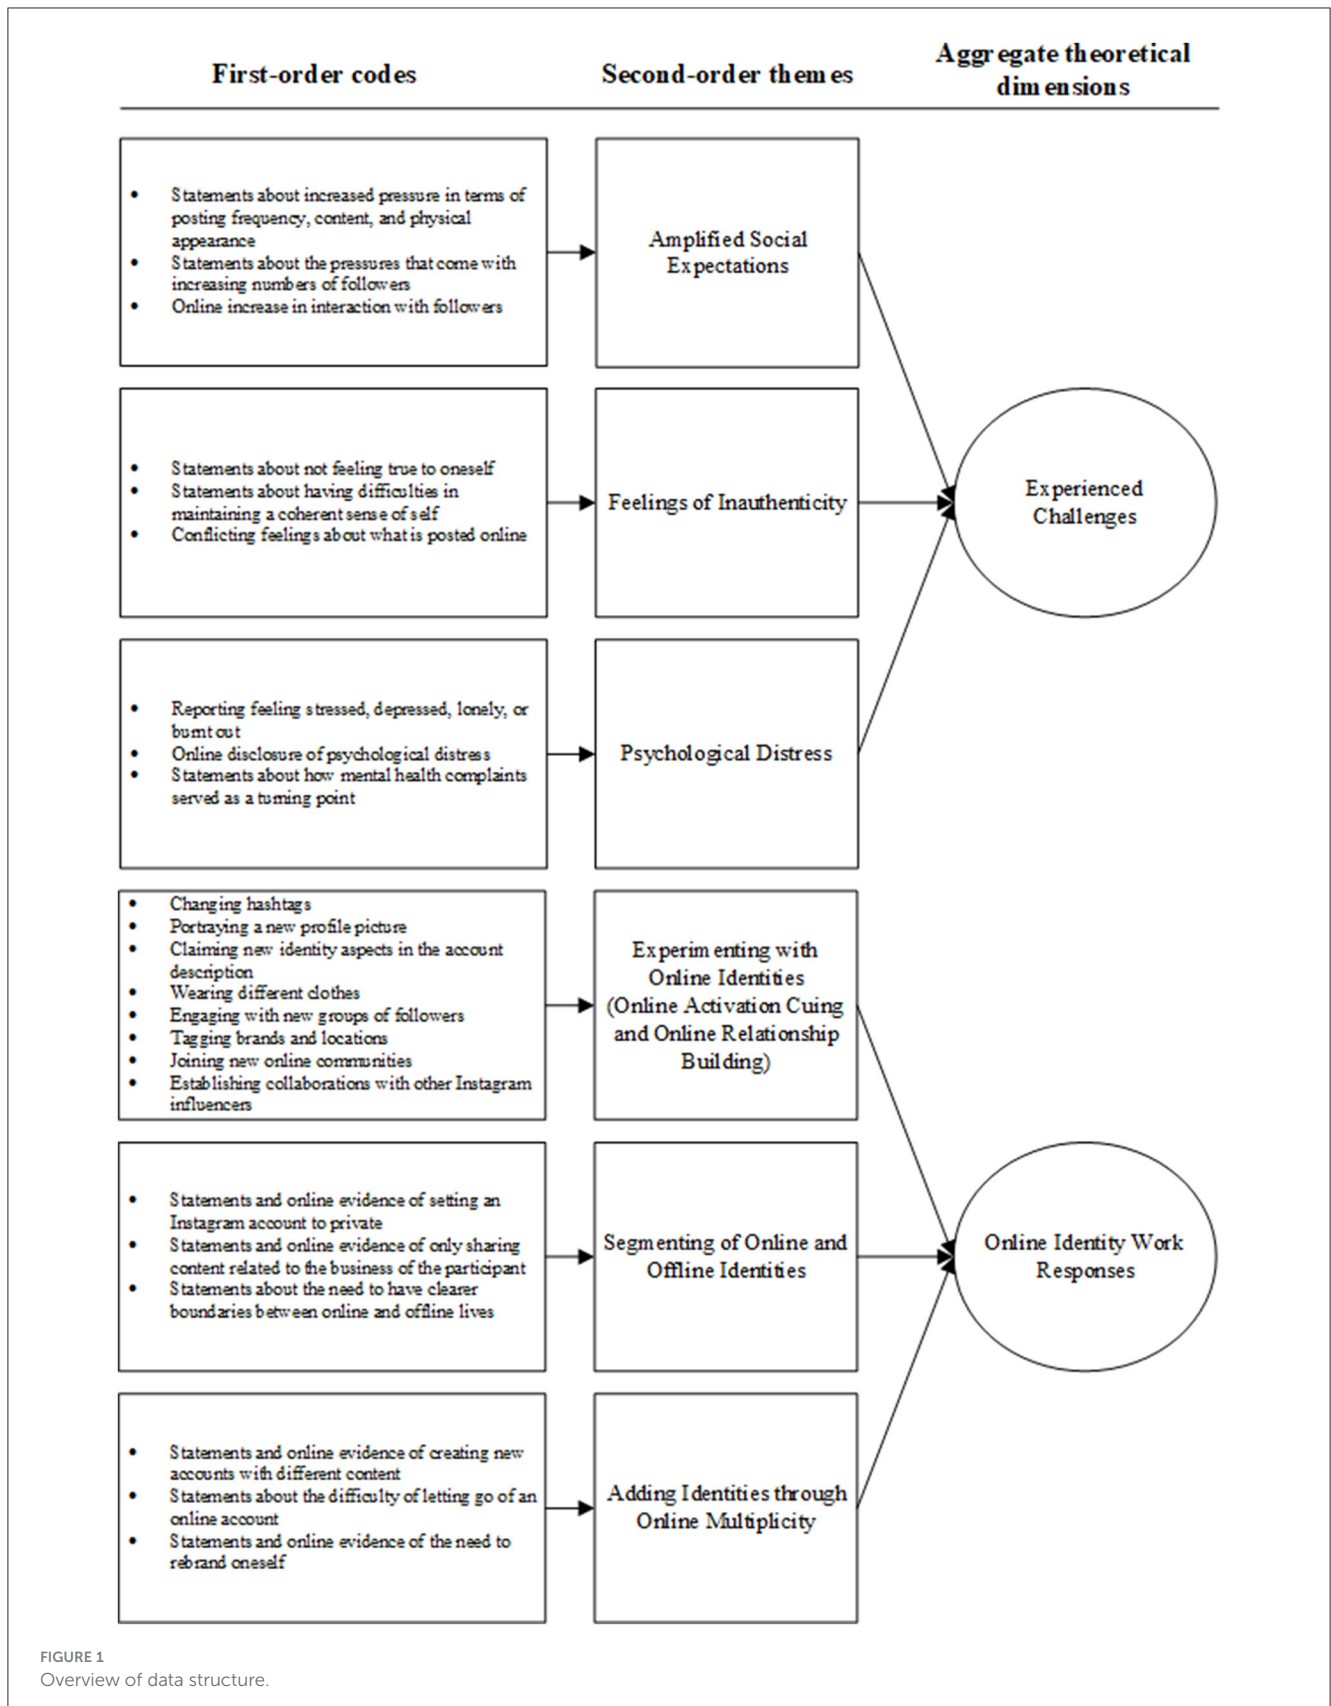 First-order codes
Second-order themes
Aggregate theoretical
dimensions
• Statements about increased pressure in terms of
posting frequency, content, and physical
appearance
• Statements about the pressures that come with
increasing numbers of followers
• Online increase in interaction with followers
Amplified Social
Expectations
• Statements about not feeling true to oneself
• Statements about having difficulties in
maintaining a coherent sense of self
• Conflicting feelings about what is posted online
Feelings of Inauthenticity
Experienced
Challenges
• Reporting feeling stressed, depressed, lonely, or
burnt out
• Online disclosure of psychological distress
• Statements about how mental health complaints
served as a turning point
Psychological Distress
• Changing hashtags
• Portraying a new profile picture
• Claiming new identity aspects in the account
description
• Wearing different clothes
• Engaging with new groups of followers
• Tagging brands and locations
• Joining new online communities
• Establishing collaborations with other Instagram
influencers
Experimenting with
Online Identities
(Online Activation Cuing
and Online Relationship
Building)
• Statements and online evidence of setting an
Instagram account to private
• Statements and online evidence of only sharing
content related to the business of the participant
• Statements about the need to have clearer
boundaries between online and offline lives
Segmenting of Online and
Offline Identities
Online Identity Work
Responses
• Statements and online evidence of creating new
accounts with different content
• Statements about the difficulty of letting go of an
online account
• Statements and online evidence of the need to
rebrand oneself
Adding Identities through
Online Multiplicity
FIGURE 1
Overview of data structure.